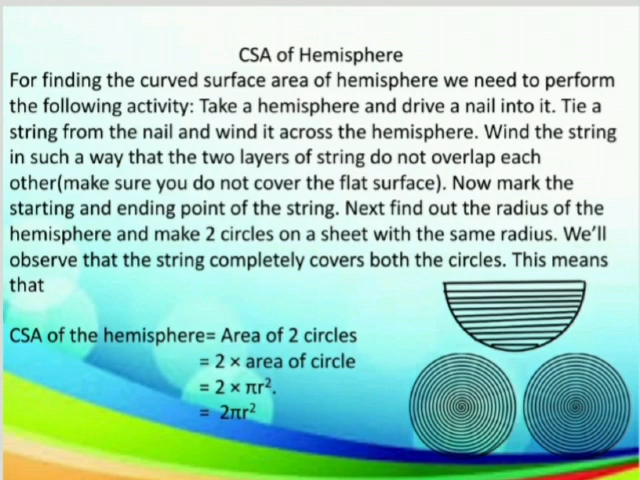 CSA of Hemisphere
For finding the curved surface area of hemisphere we need to perform
the following activity: Take a hemisphere and drive a nail into it. Tie a
string from the nail and wind it across the hemisphere. Wind the string
in such a way that the two layers of string do not overlap each
other(make sure you do not cover the flat surface). Now mark the
starting and ending point of the string. Next find out the radius of the
hemisphere and make 2 circles on a sheet with the same radius. We'll
observe that the string completely covers both the circles. This means
that
CSA of the hemisphere= Area of 2 circles
= 2 × area of circle
= 2 × πr².
= 2πr²